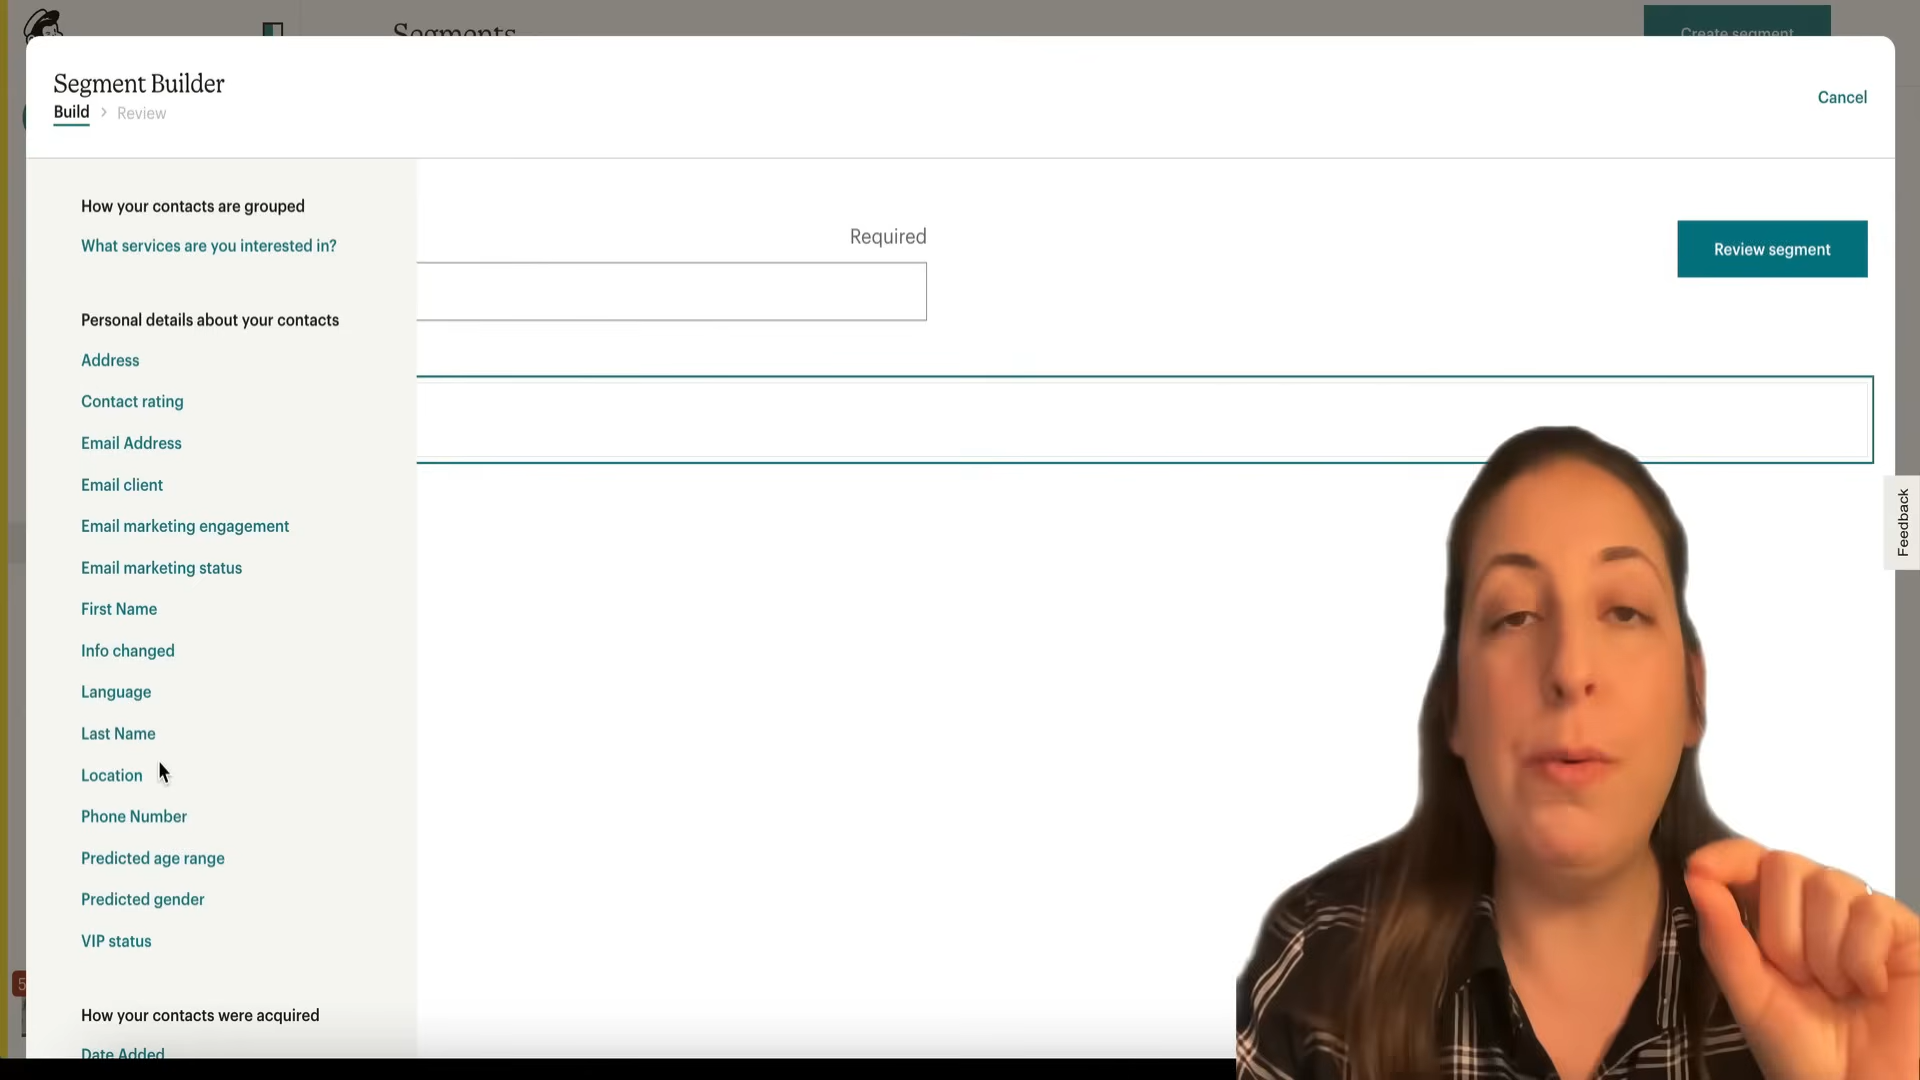 Segments
Create segment
Segment Builder
Build > Review
Cancel
How your contacts are grouped
What services are you interested in?
Required
Review segment
Personal details about your contacts
Address
Contact rating
Email Address
Email client
Email marketing engagement
Email marketing status
First Name
Info changed
Language
Last Name
Location
Phone Number
Predicted age range
Predicted gender
VIP status
How your contacts were acquired
Date Added
Feedback
5